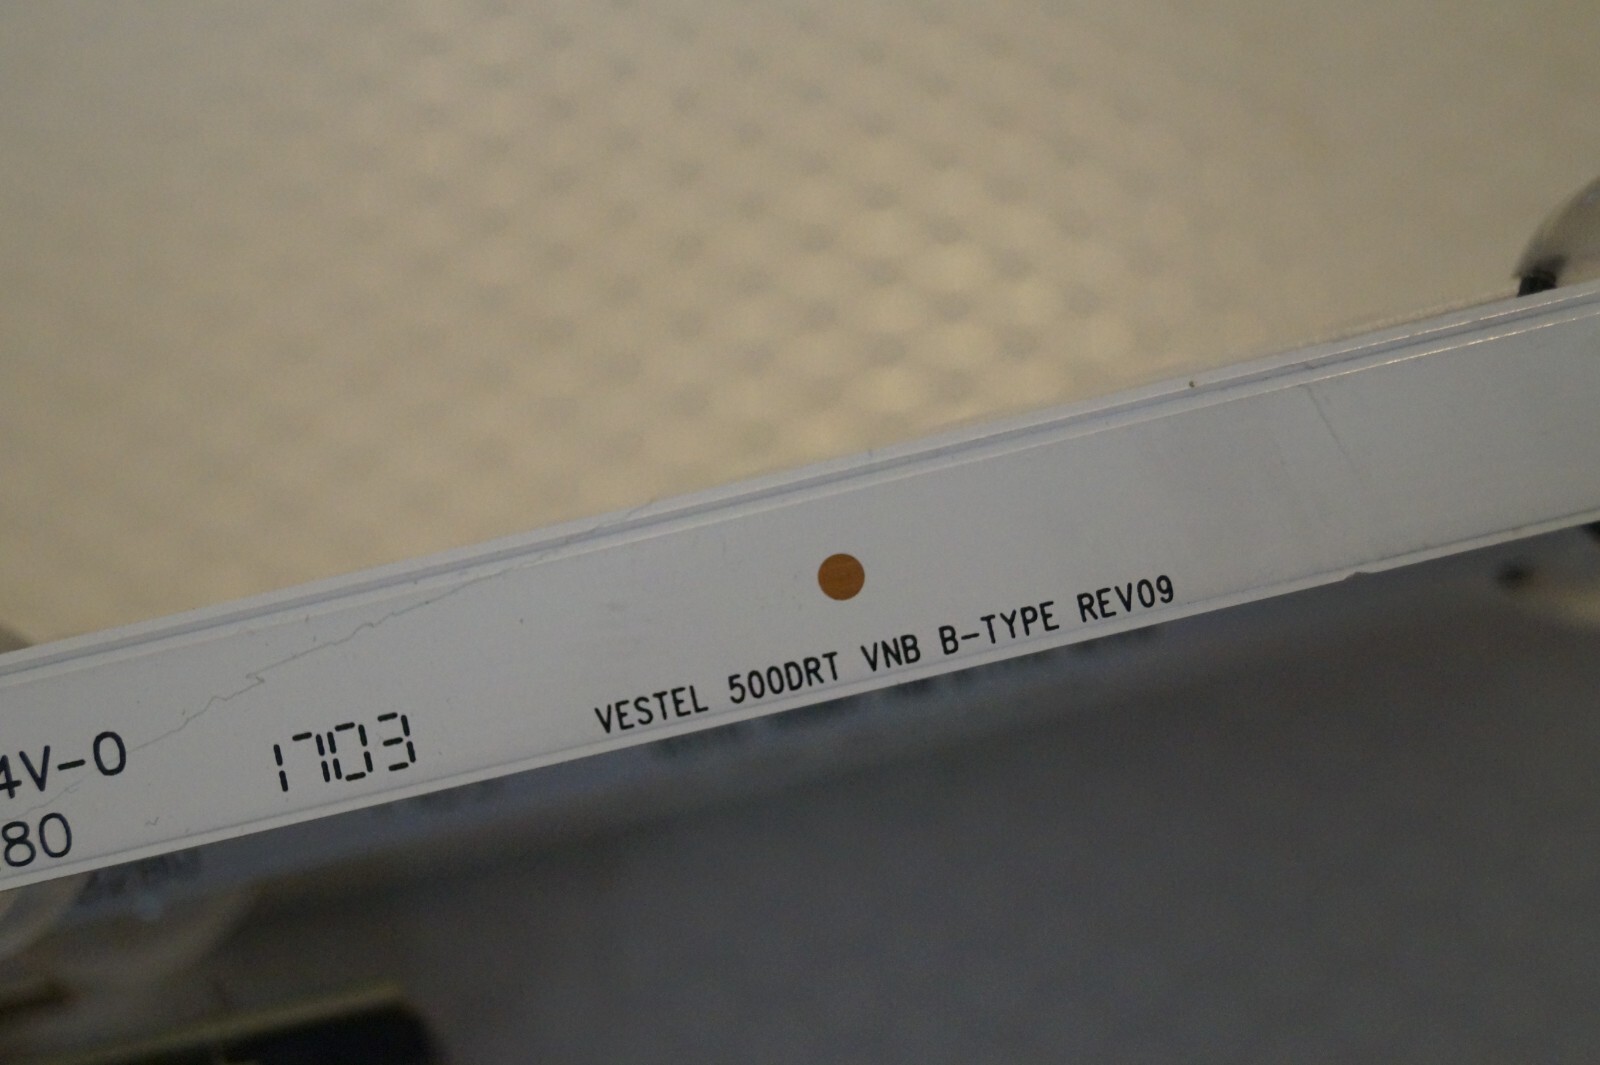 4V-0
80
1703
VESTEL 500DRT VNB B-TYPE REV09